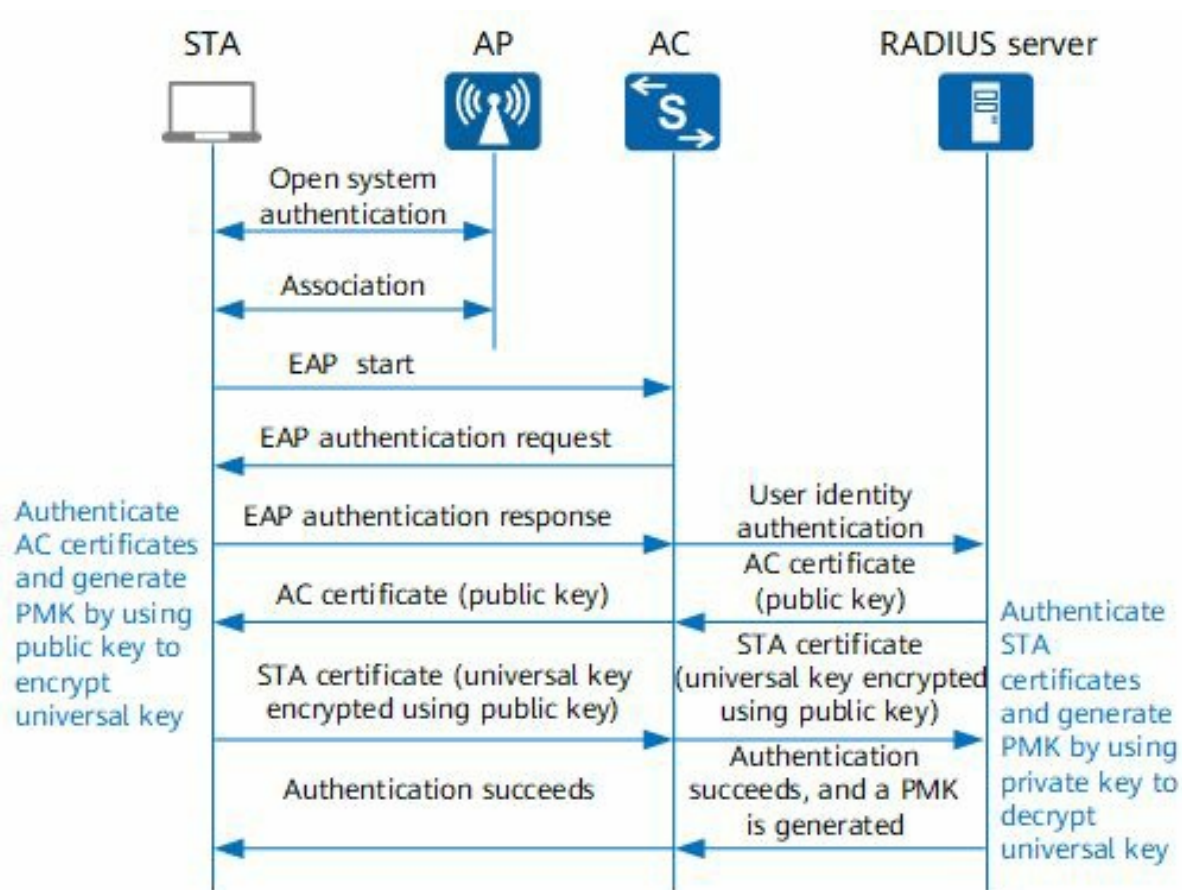 STA
AP
AC
RADIUS server
Open system
authentication
Association
EAP start
EAP authentication request
Authenticate
AC certificates
and generate
PMK by using
public key to
encrypt
universal key
EAP authentication response
User identity
authentication
AC certificate (public key)
AC certificate
(public key)
STA certificate (universal key
encrypted using public key)
STA certificate
(universal key encrypted
using public key)
Authenticate
STA
certificates
and generate
PMK by using
private key to
decrypt
universal key
Authentication succeeds
Authentication
succeeds, and a PMK
is generated
S